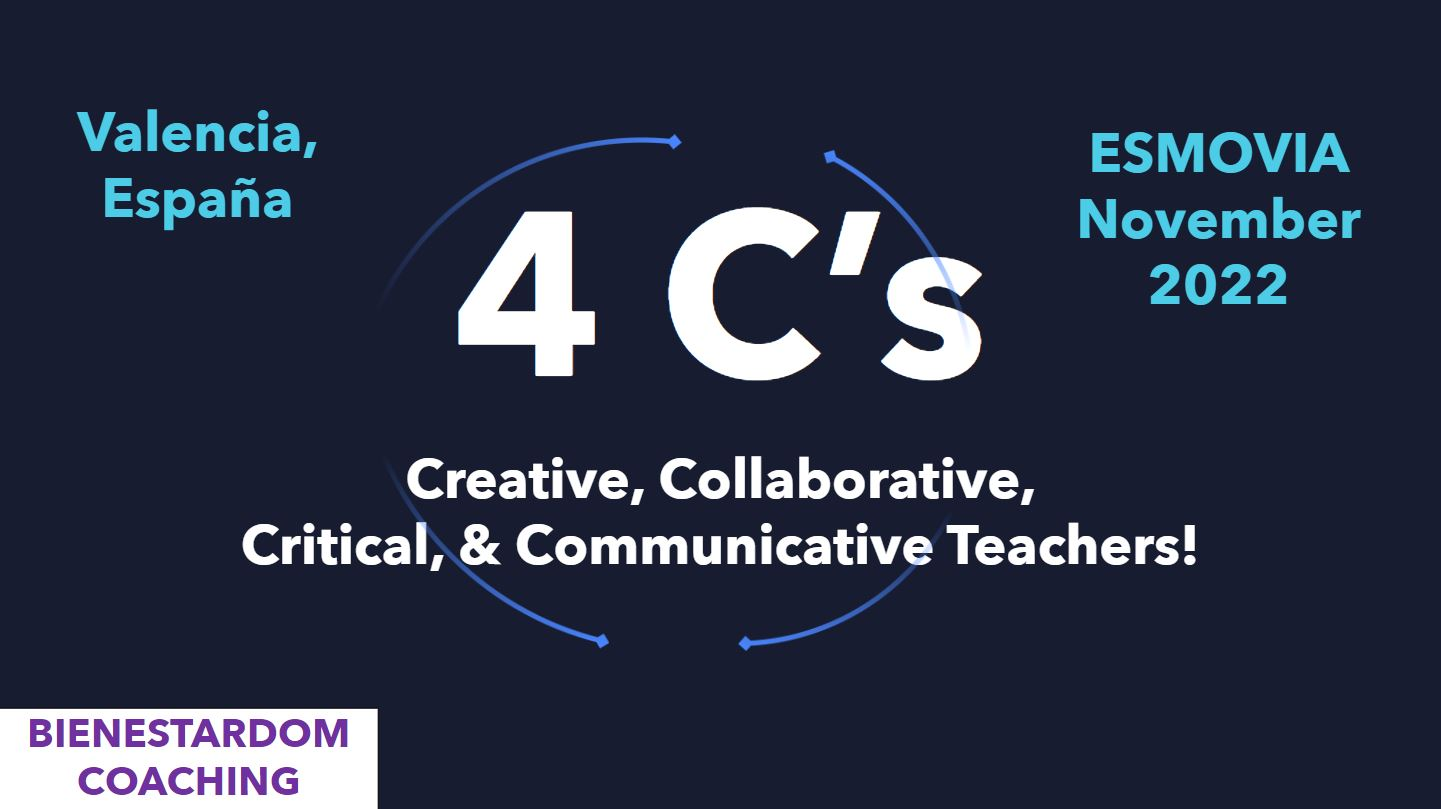 Valencia,
España
ESMOVIA
November
2022
4 C's
Creative, Collaborative,
Critical, & Communicative Teachers!
BIENESTARDOM
COACHING